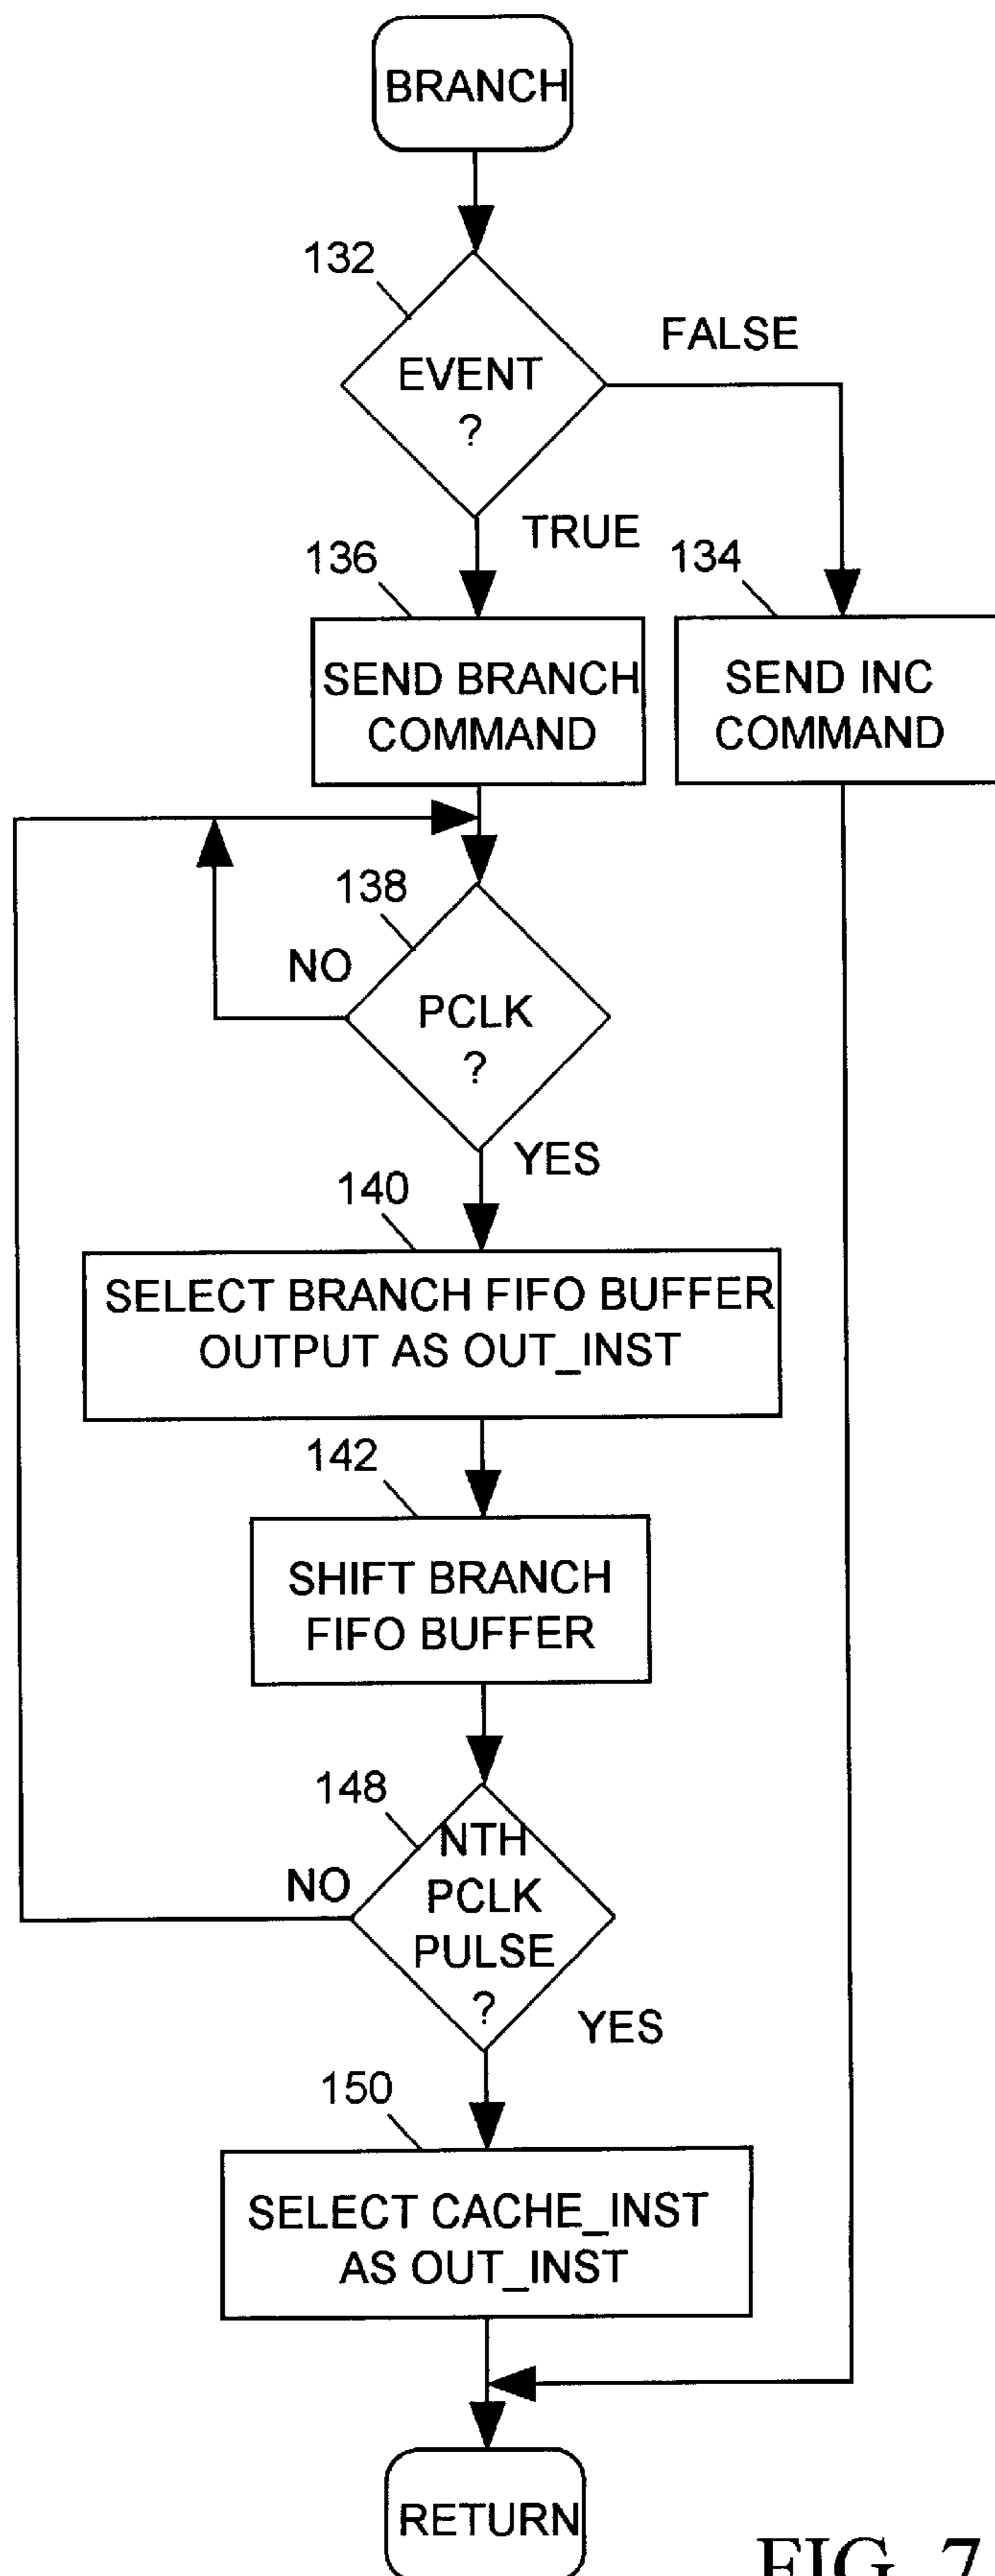 BRANCH
132
EVENT
?
FALSE
TRUE
136
134
SEND BRANCH
COMMAND
SEND INC
COMMAND
138
NO
PCLK
?
YES
140
SELECT BRANCH FIFO BUFFER
OUTPUT AS OUT_INST
142
SHIFT BRANCH
FIFO BUFFER
148
NTH
NO
PCLK
PULSE
?
YES
150
SELECT CACHE_INST
AS OUT_INST
RETURN
FIG. 7